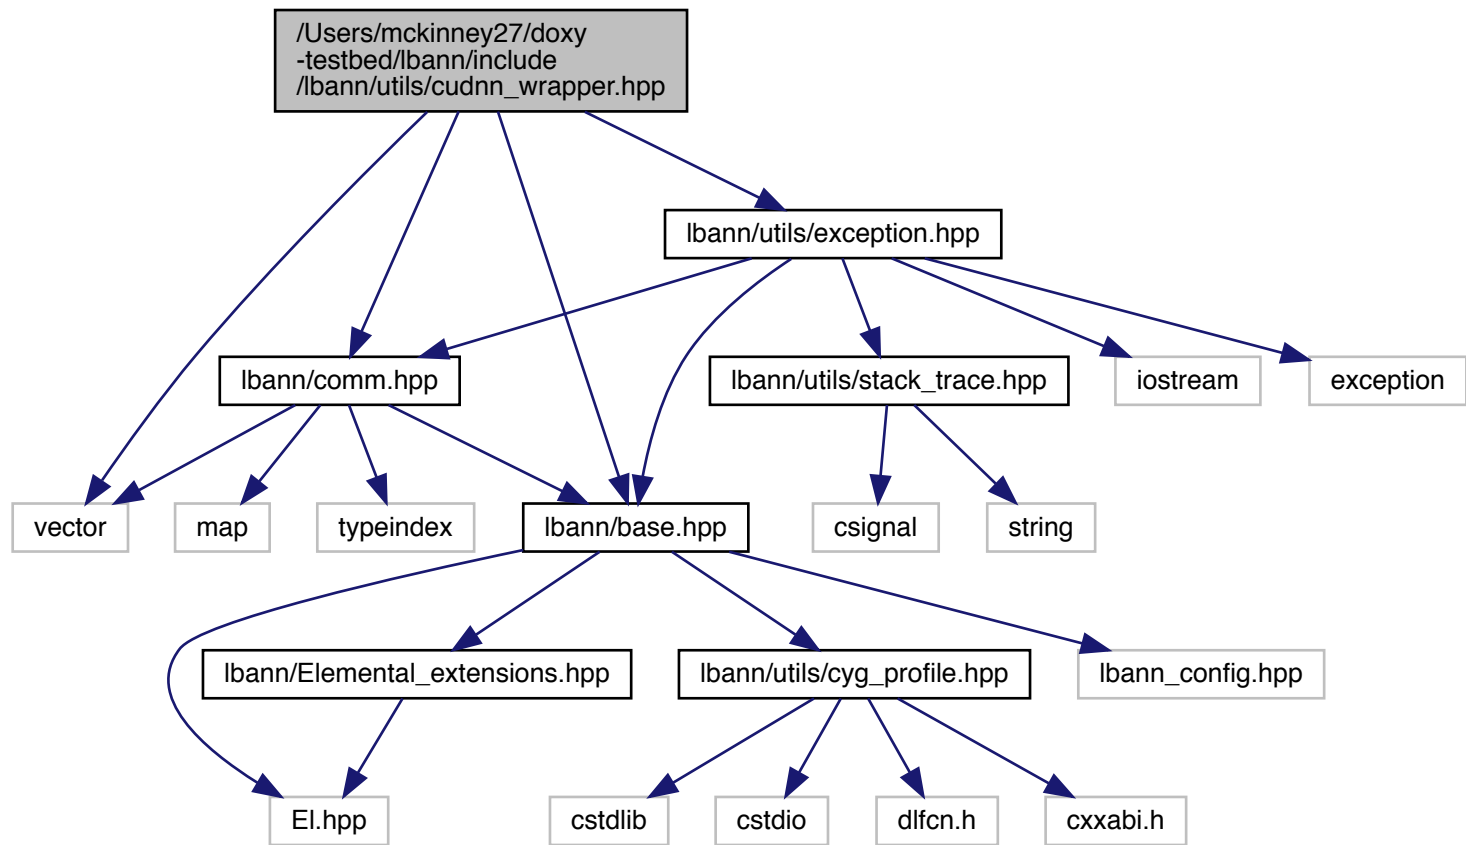 /Users/mckinney27/doxy
-testbed/lbann/include
/lbann/utils/cudnn_wrapper.hpp
lbann/utils/exception.hpp
lbann/comm.hpp
lbann/utils/stack_trace.hpp
iostream
exception
vector
map
typeindex
lbann/base.hpp
csignal
string
lbann/Elemental_extensions.hpp
lbann/utils/cyg_profile.hpp
lbann_config.hpp
El.hpp
cstdlib
cstdio
dlfcn.h
cxxabi.h